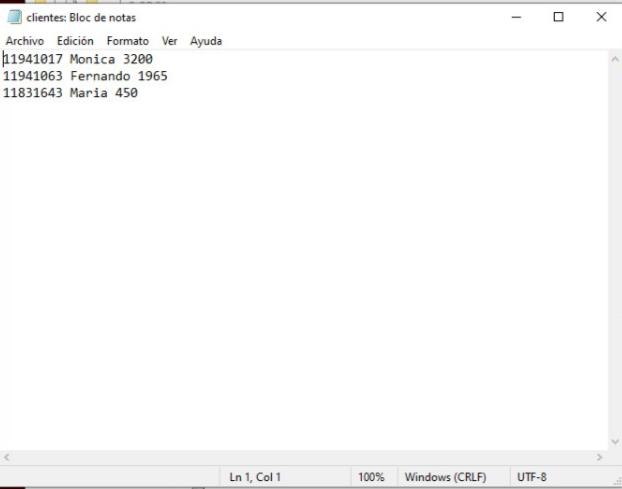 clientes: Bloc de notas
Archivo Edición Formato Ver Ayuda
11941017 Monica 3200
11941063 Fernando 1965
11831643 Maria 450
Ln 1, Col 1 100% Windows (CRLF) UTF-8